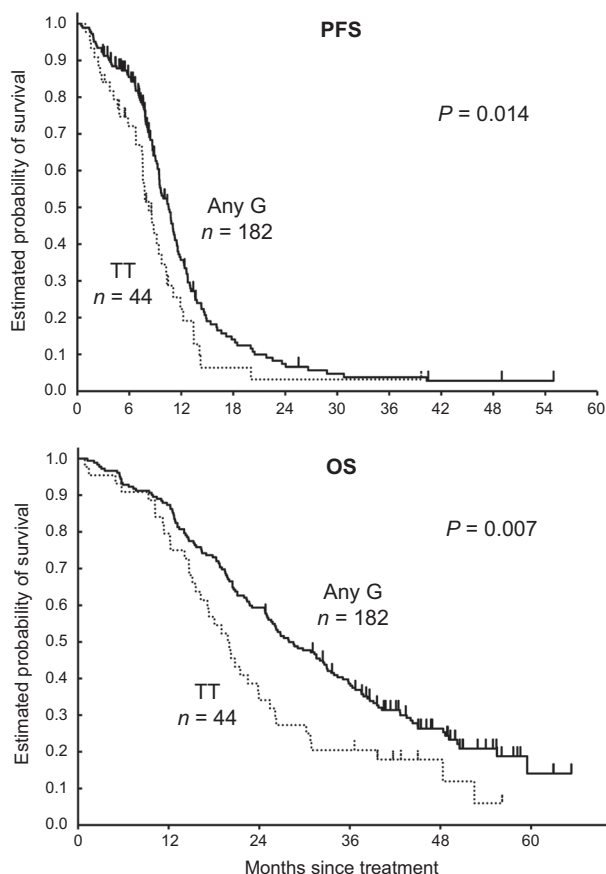 PFS
Estimated probability of survival
1.0
0.9
0.8
0.7
0.6
0.5
0.4
0.3
0.2
0.1
0.0
P = 0.014
Any G
n = 182
TT
n = 44
0 6 12 18 24 30 36 42 48 54 60
OS
Estimated probability of survival
1.0
0.9
0.8
0.7
0.6
0.5
0.4
0.3
0.2
0.1
0.0
P = 0.007
Any G
n = 182
TT
n = 44
0 12 24 36 48 60
Months since treatment